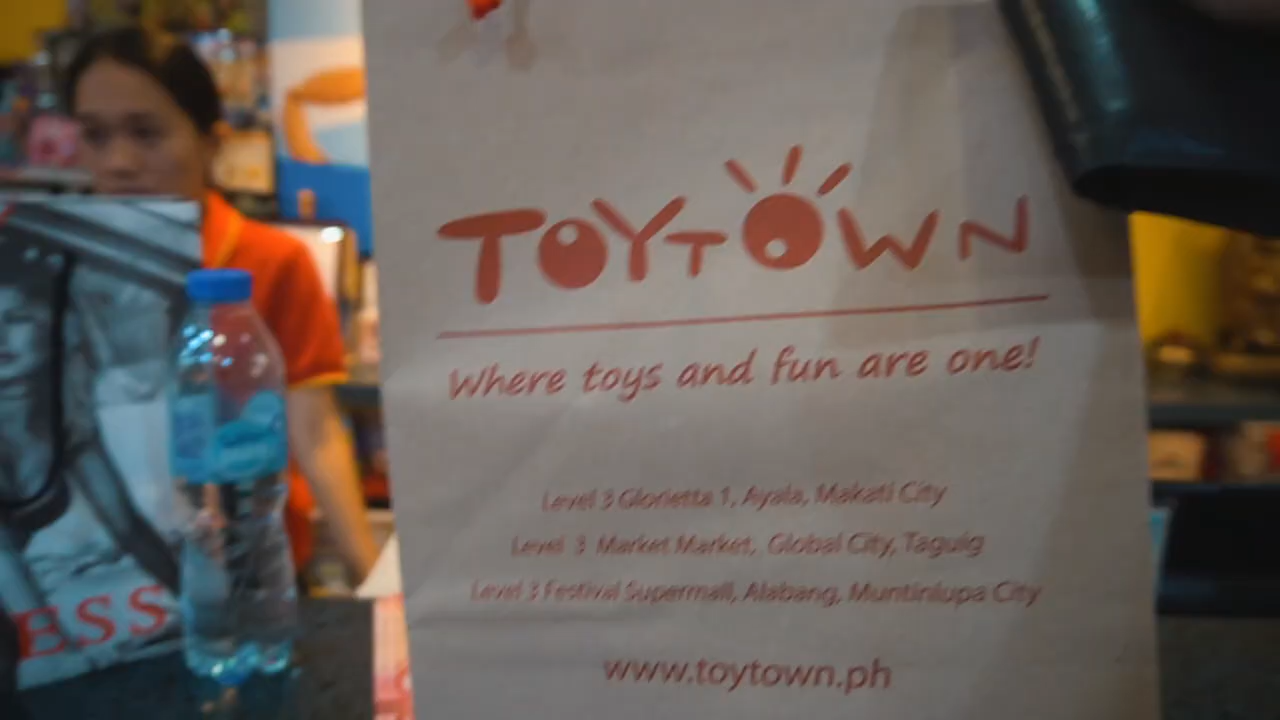 TOYTOWN
Where toys and fun are one!
Level 3 Glorietta 1, Ayala, Makati City
Level 3 Market Market, Global City, Taguig
Level 3 Festival Supermall, Alabang, Muntinlupa City
www.toytown.ph
ESS